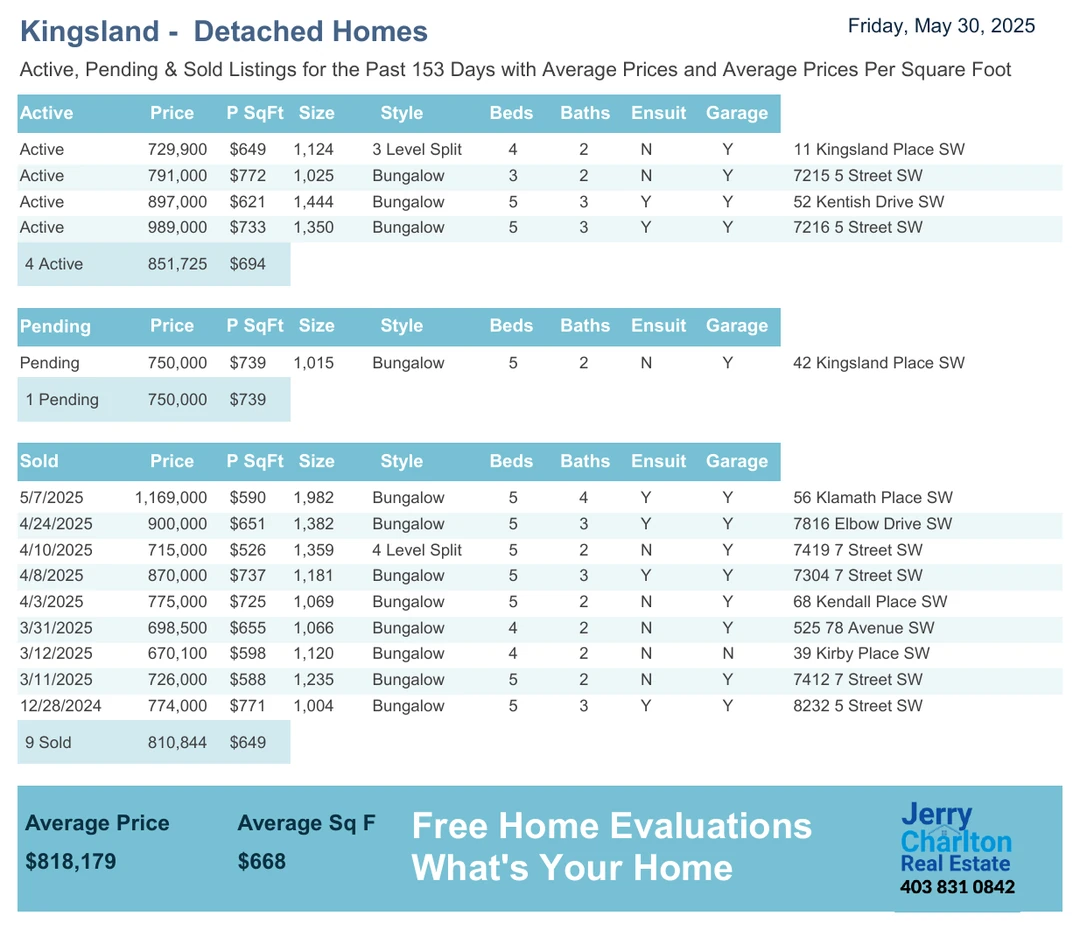 Kingsland -  Detached Homes
Friday, May 30, 2025
Active, Pending & Sold Listings for the Past 153 Days with Average Prices and Average Prices Per Square Foot
Active Price P SqFt Size Style Beds Baths Ensuit Garage
Active 729,900 $649 1,124 3 Level Split 4 2 N Y 11 Kingsland Place SW
Active 791,000 $772 1,025 Bungalow 3 2 N Y 7215 5 Street SW
Active 897,000 $621 1,444 Bungalow 5 3 Y Y 52 Kentish Drive SW
Active 989,000 $733 1,350 Bungalow 5 3 Y Y 7216 5 Street SW
4 Active 851,725 $694
Pending Price P SqFt Size Style Beds Baths Ensuit Garage
Pending 750,000 $739 1,015 Bungalow 5 2 N Y 42 Kingsland Place SW
1 Pending 750,000 $739
Sold Price P SqFt Size Style Beds Baths Ensuit Garage
5/7/2025 1,169,000 $590 1,982 Bungalow 5 4 Y Y 56 Klamath Place SW
4/24/2025 900,000 $651 1,382 Bungalow 5 3 Y Y 7816 Elbow Drive SW
4/10/2025 715,000 $526 1,359 4 Level Split 5 2 N Y 7419 7 Street SW
4/8/2025 870,000 $737 1,181 Bungalow 5 3 Y Y 7304 7 Street SW
4/3/2025 775,000 $725 1,069 Bungalow 5 2 N Y 68 Kendall Place SW
3/31/2025 698,500 $655 1,066 Bungalow 4 2 N Y 525 78 Avenue SW
3/12/2025 670,100 $598 1,120 Bungalow 4 2 N N 39 Kirby Place SW
3/11/2025 726,000 $588 1,235 Bungalow 5 2 N Y 7412 7 Street SW
12/28/2024 774,000 $771 1,004 Bungalow 5 3 Y Y 8232 5 Street SW
9 Sold 810,844 $649
Average Price Average Sq F
$818,179 $668
Free Home Evaluations
What's Your Home
Jerry
Charlton
Real Estate
403 831 0842